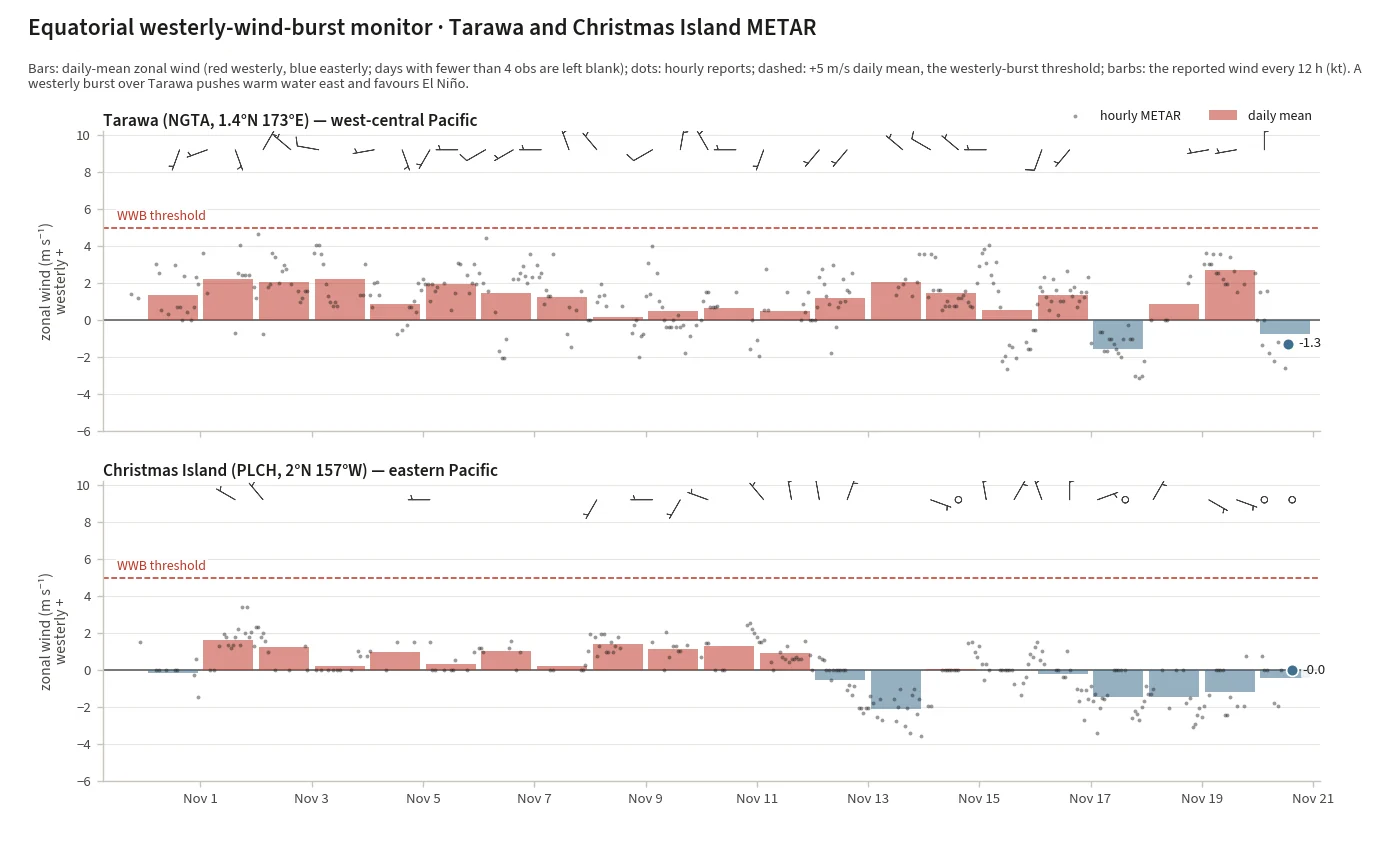 Equatorial westerly-wind-burst monitor · Tarawa and Christmas Island METAR
Bars: daily-mean zonal wind (red westerly, blue easterly; days with fewer than 4 obs are left blank); dots: hourly reports; dashed: +5 m/s daily mean, the westerly-burst threshold; barbs: the reported wind every 12 h (kt). A
westerly burst over Tarawa pushes warm water east and favours El Niño.
Tarawa (NGTA, 1.4°N 173°E) — west-central Pacific
hourly METAR
daily mean
10
8
6
4
2
0
−2
−4
−6
zonal wind (m s⁻¹)
westerly +
WWB threshold
-1.3
Christmas Island (PLCH, 2°N 157°W) — eastern Pacific
10
8
6
4
2
0
−2
−4
−6
zonal wind (m s⁻¹)
westerly +
WWB threshold
-0.0
Nov 1
Nov 3
Nov 5
Nov 7
Nov 9
Nov 11
Nov 13
Nov 15
Nov 17
Nov 19
Nov 21